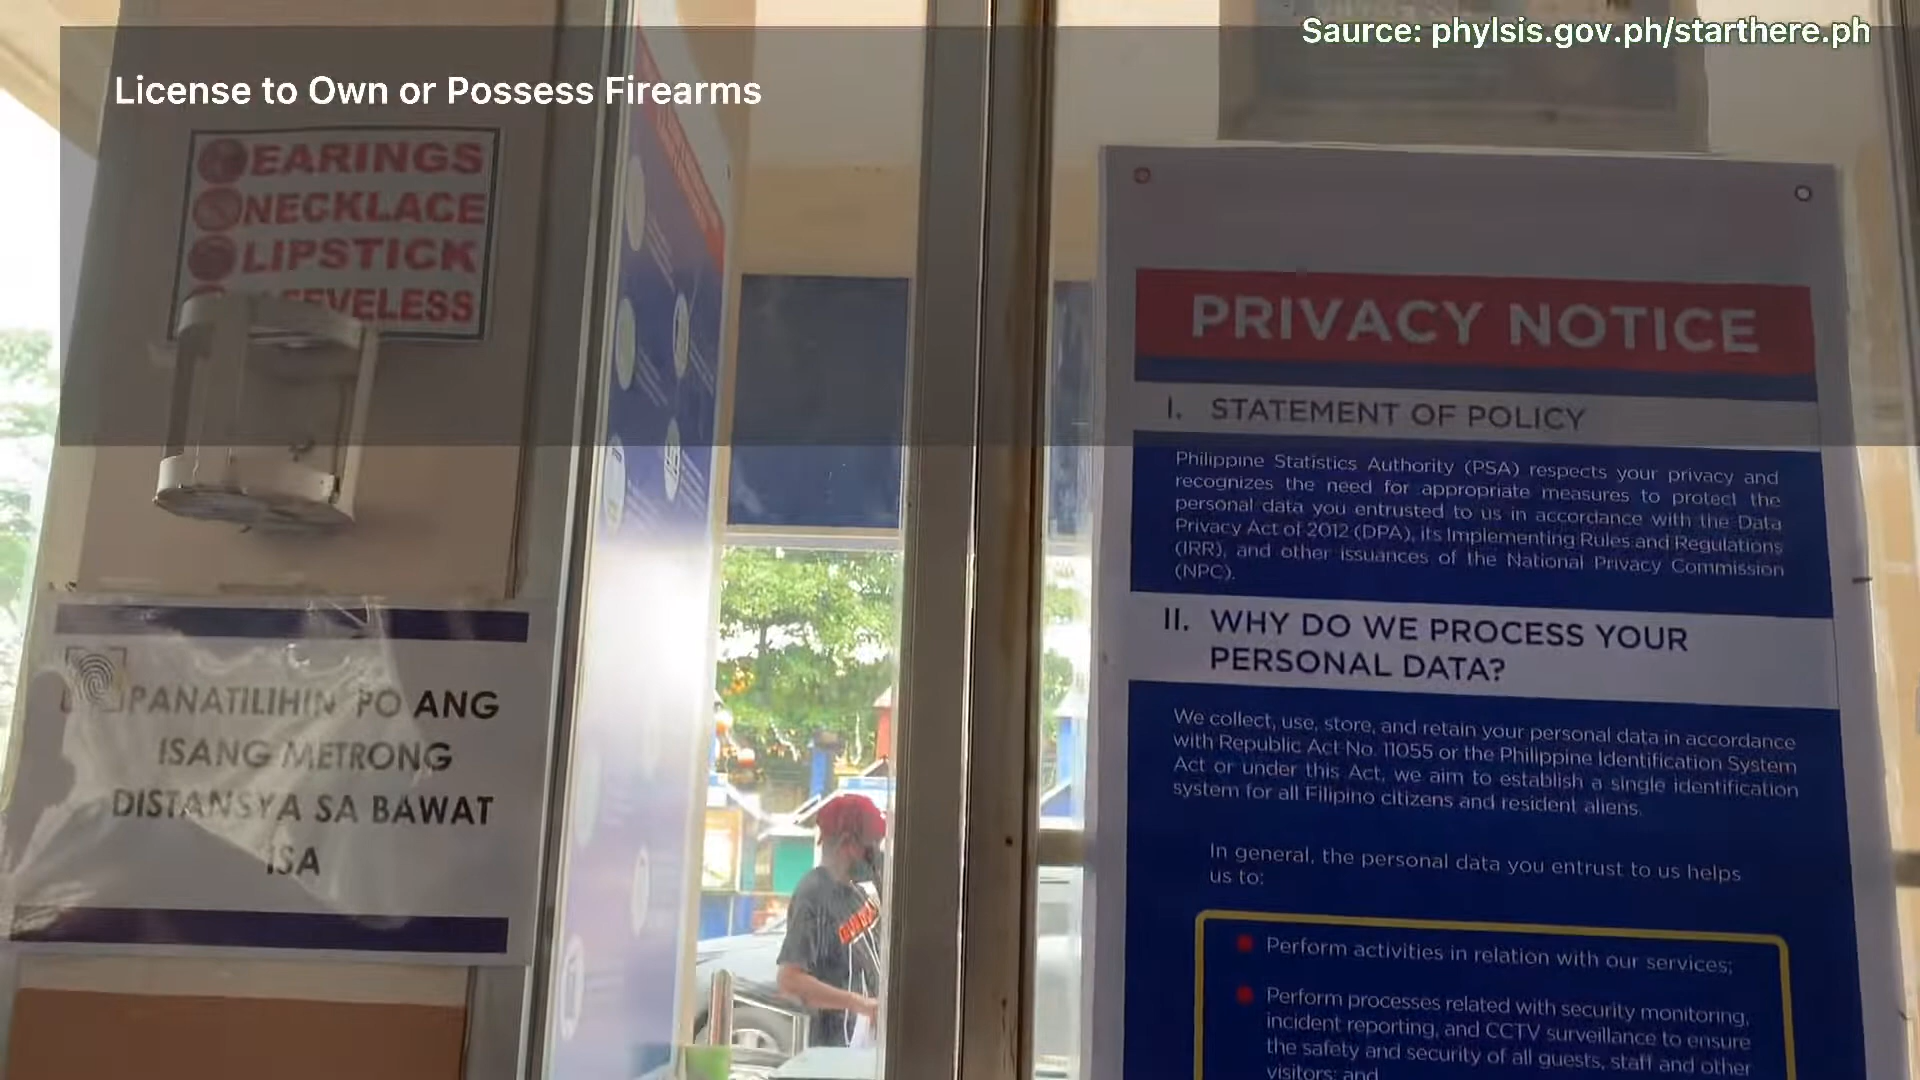 Saurce: phylsis.gov.ph/starthere.ph
License to Own or Possess Firearms
EARINGS
NECKLACE
LIPSTICK
PANATILIHIN PO ANG
ISANG METRONG
DISTANSYA SA BAWAT
ISA
PRIVACY NOTICE
I. STATEMENT OF POLICY
Philippine Statistics Authority (PSA) respects your privacy and
recognizes the need for appropriate measures to protect the
personal data you entrusted to us in accordance with the Data
Privacy Act of 2012 (DPA), its Implementing Rules and Regulations
(IRR), and other issuances of the National Privacy Commission
(NPC).
II. WHY DO WE PROCESS YOUR
PERSONAL DATA?
We collect, use, store, and retain your personal data in accordance
with Republic Act No. 11055 or the Philippine Identification System
Act or under this Act, we aim to establish a single identification
system for all Filipino citizens and resident aliens.
In general, the personal data you entrust to us helps
us to:
Perform activities in relation with our services;
Perform processes related with security monitoring,
incident reporting, and CCTV surveillance to ensure
the safety and security of all guests, staff and other
visitors; and